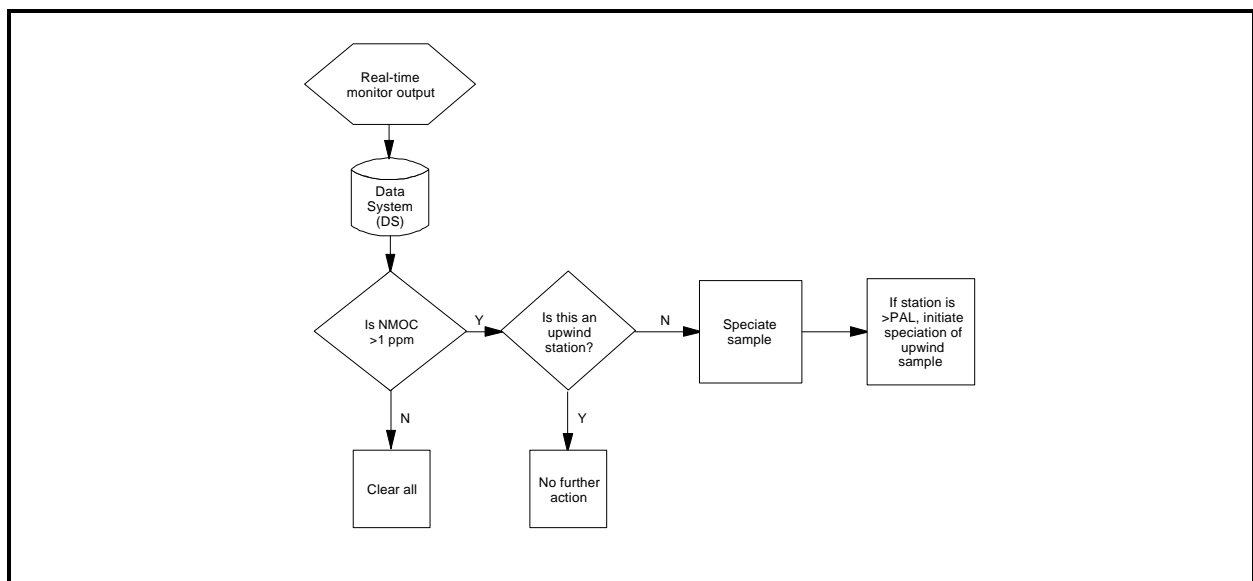 Real-time
monitor output
Data
System
(DS)
Is NMOC
>1 ppm
Y
Is this an
upwind
station?
N
Speciate
sample
If station is
>PAL, initiate
speciation of
upwind
sample
N
Y
Clear all
No further
action